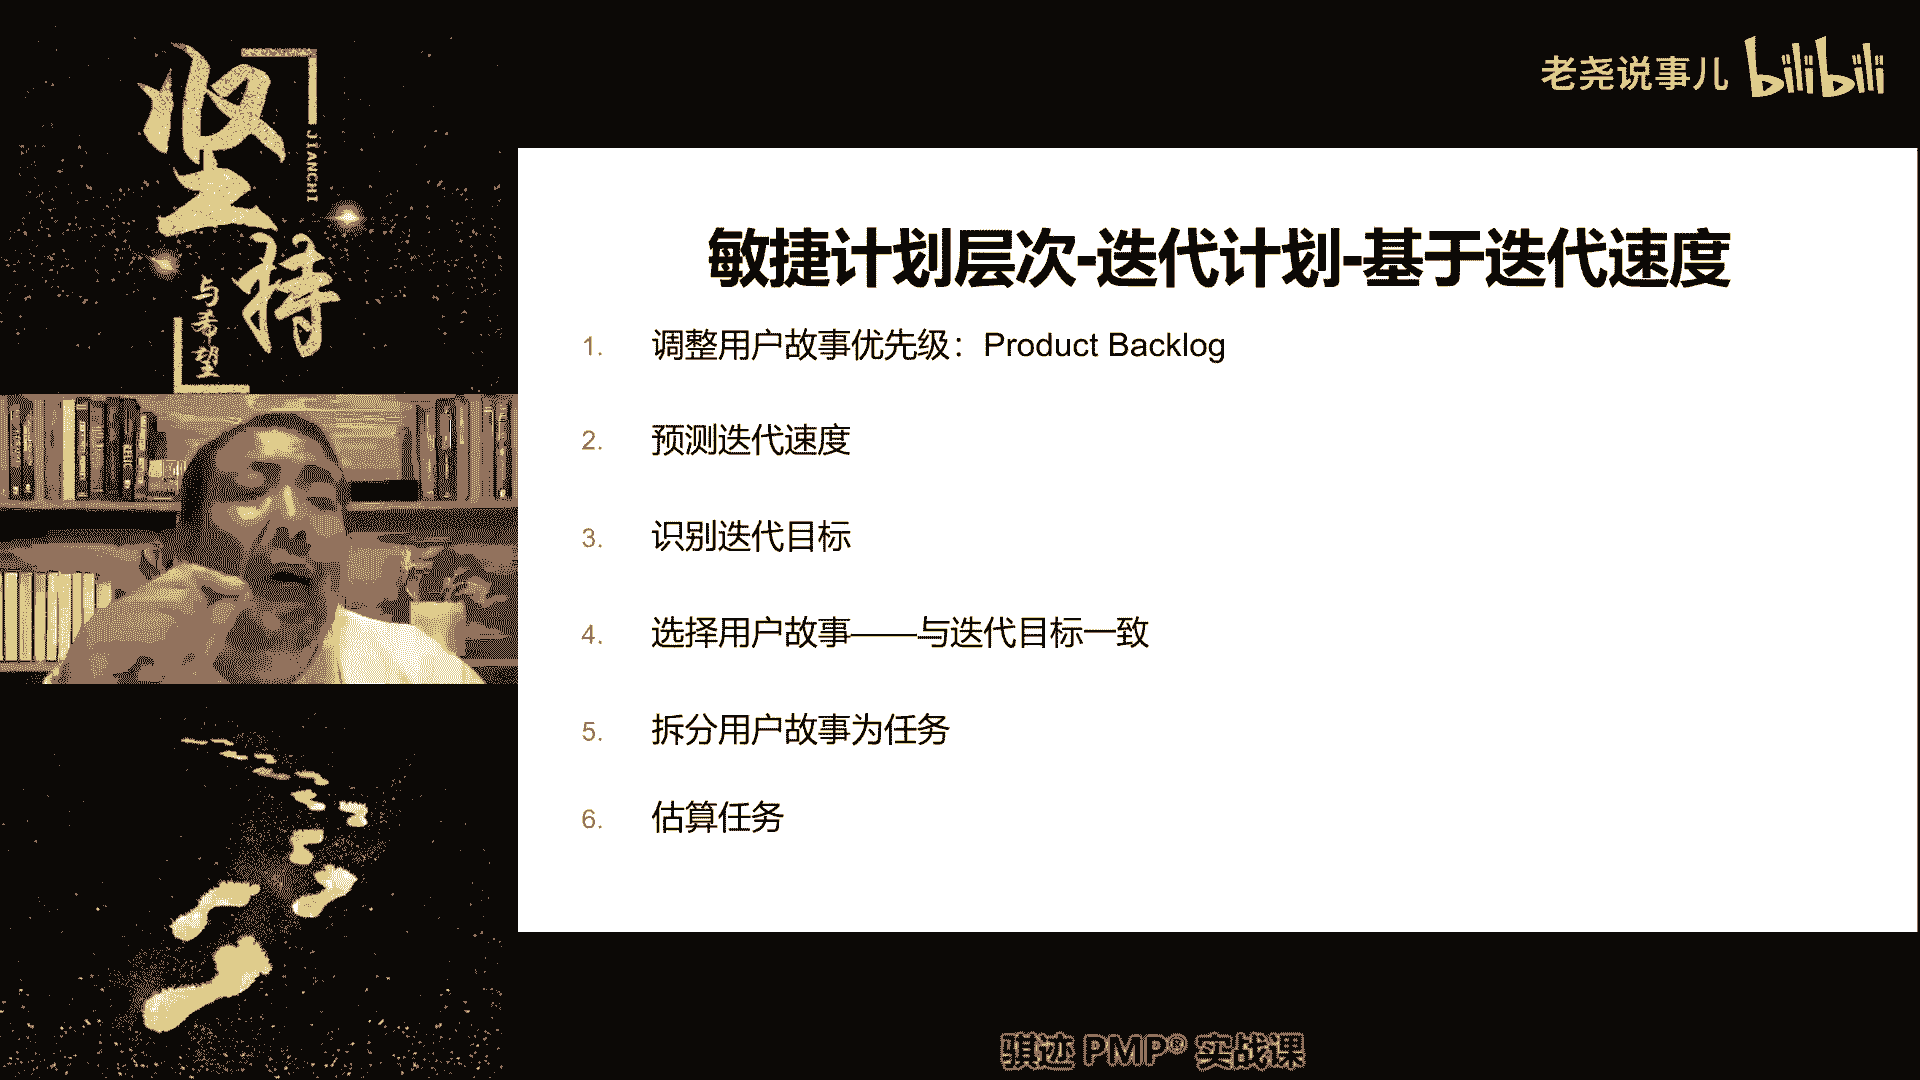 坚持
JIANCHI
与希望
老尧说事儿 bilibili
敏捷计划层次-迭代计划-基于迭代速度
1. 调整用户故事优先级：Product Backlog
2. 预测迭代速度
3. 识别迭代目标
4. 选择用户故事——与迭代目标一致
5. 拆分用户故事为任务
6. 估算任务
骐迹 PMP® 实战课